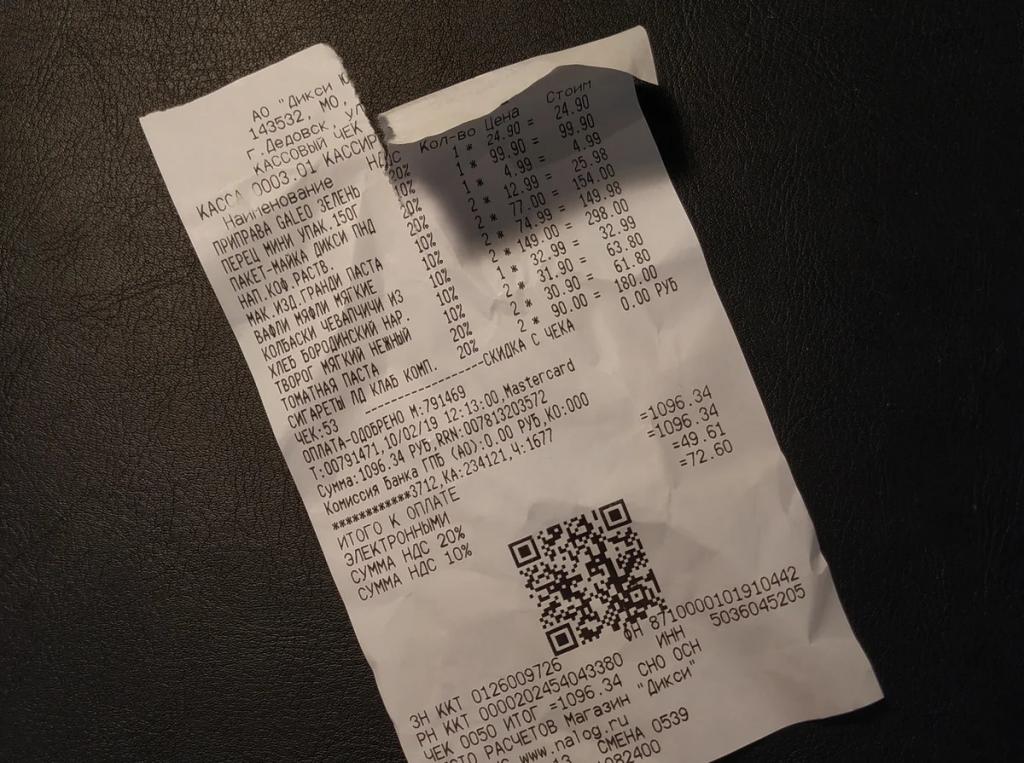 АО "Дикси
143532, МО,
г.Дедовск, ул
КАССОВЫЙ ЧЕК
КАССА 0003.01 КАССИР
Наименование НДС Кол-во Цена Стоим
ПРИПРАВА GALEO ЗЕЛЕНЬ 20% 1 * 24.90 = 24.90
ПЕРЕЦ МИНИ УПАК.150Г 10% 1 * 99.90 = 99.90
ПАКЕТ-МАЙКА ДИКСИ ПНД 20% 1 * 4.99 = 4.99
НАП.КОФ.РАСТВ. 20% 2 * 12.99 = 25.98
МАК.ИЗД.ГРАНДИ ПАСТА 10% 2 * 77.00 = 154.00
ВАФЛИ МЯФЛИ МЯГКИЕ 10% 2 * 74.99 = 149.98
КОЛБАСКИ ЧЕВАПЧИЧИ ИЗ 10% 2 * 149.00 = 298.00
ХЛЕБ БОРОДИНСКИЙ НАР. 10% 1 * 32.99 = 32.99
ТВОРОГ МЯГКИЙ НЕЖНЫЙ 10% 2 * 31.90 = 63.80
ТОМАТНАЯ ПАСТА 20% 2 * 30.90 = 61.80
СИГАРЕТЫ ЛД КЛАБ КОМП. 20% 2 * 90.00 = 180.00
ЧЕК:53 --------------------СКИДКА С ЧЕКА 0.00 РУБ
ОПЛАТА-ОДОБРЕНО М:791469
Т:00791471,10/02/19 12:13:00,Mastercard
Сумма:1096.34 РУБ,RRN:007813203572
Комиссия Банка ГПБ (АО):0.00 РУБ,КО:000
************3712,КА:234121,Ч:1677
ИТОГО К ОПЛАТЕ =1096.34
ЭЛЕКТРОННЫМИ =1096.34
СУММА НДС 20% =49.61
СУММА НДС 10% =72.60
ЗН ККТ 0126009726 ФН 8710000101910442
РН ККТ 0000202454043380 ИНН 5036045205
ЧЕК 0050 ИТОГ =1096.34 СНО ОСН
РАСЧЕТОВ Магазин "Дикси"
www.nalog.ru
СМЕНА 0539